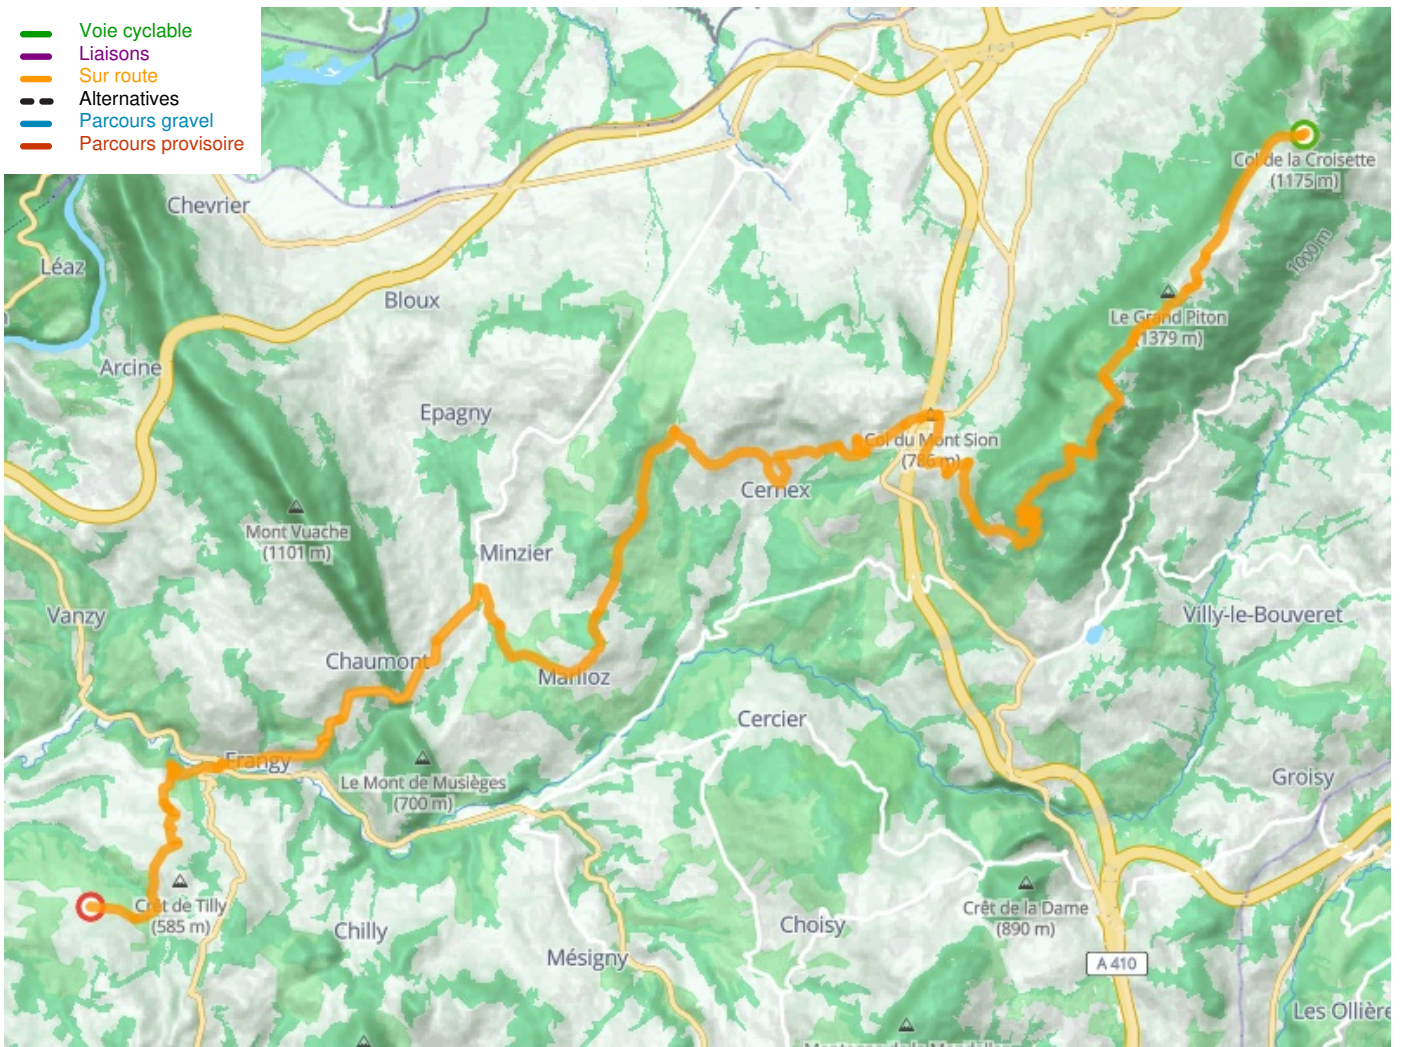 Voie cyclable
Liaisons
Sur route
Alternatives
Parcours gravel
Parcours provisoire
Col de la Croisette
(1175 m)
Chevrier
1000 m
Léaz
Bloux
Le Grand Piton
(1379 m)
Arcine
Epagny
Col du Mont Sion
(786 m)
Cernex
Mont Vuache
(1101 m)
Minzier
Vanzy
Villy-le-Bouveret
Chaumont
Marlioz
Cercier
Frangy
Le Mont de Musièges
(700 m)
Groisy
Crêt de Tilly
(585 m)
Crêt de la Dame
(890 m)
Choisy
Chilly
Mésigny
A 410
Les Ollière